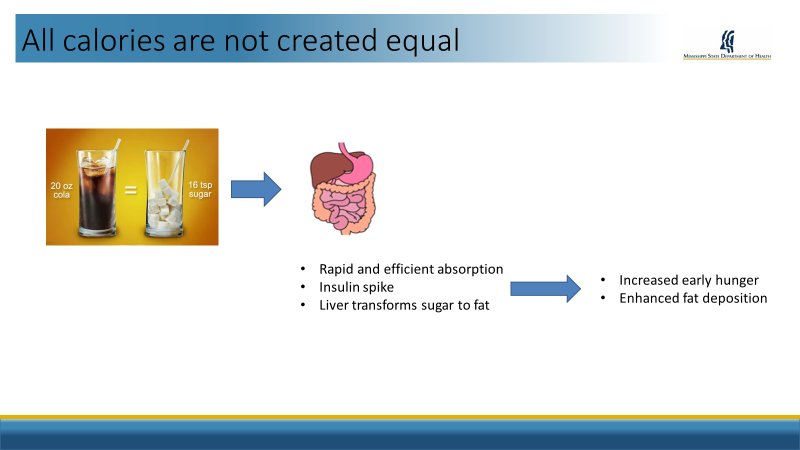 All calories are not created equal
MISSISSIPPI STATE DEPARTMENT OF HEALTH
20 oz
cola
=
16 tsp
sugar
• Rapid and efficient absorption
• Insulin spike
• Liver transforms sugar to fat
• Increased early hunger
• Enhanced fat deposition